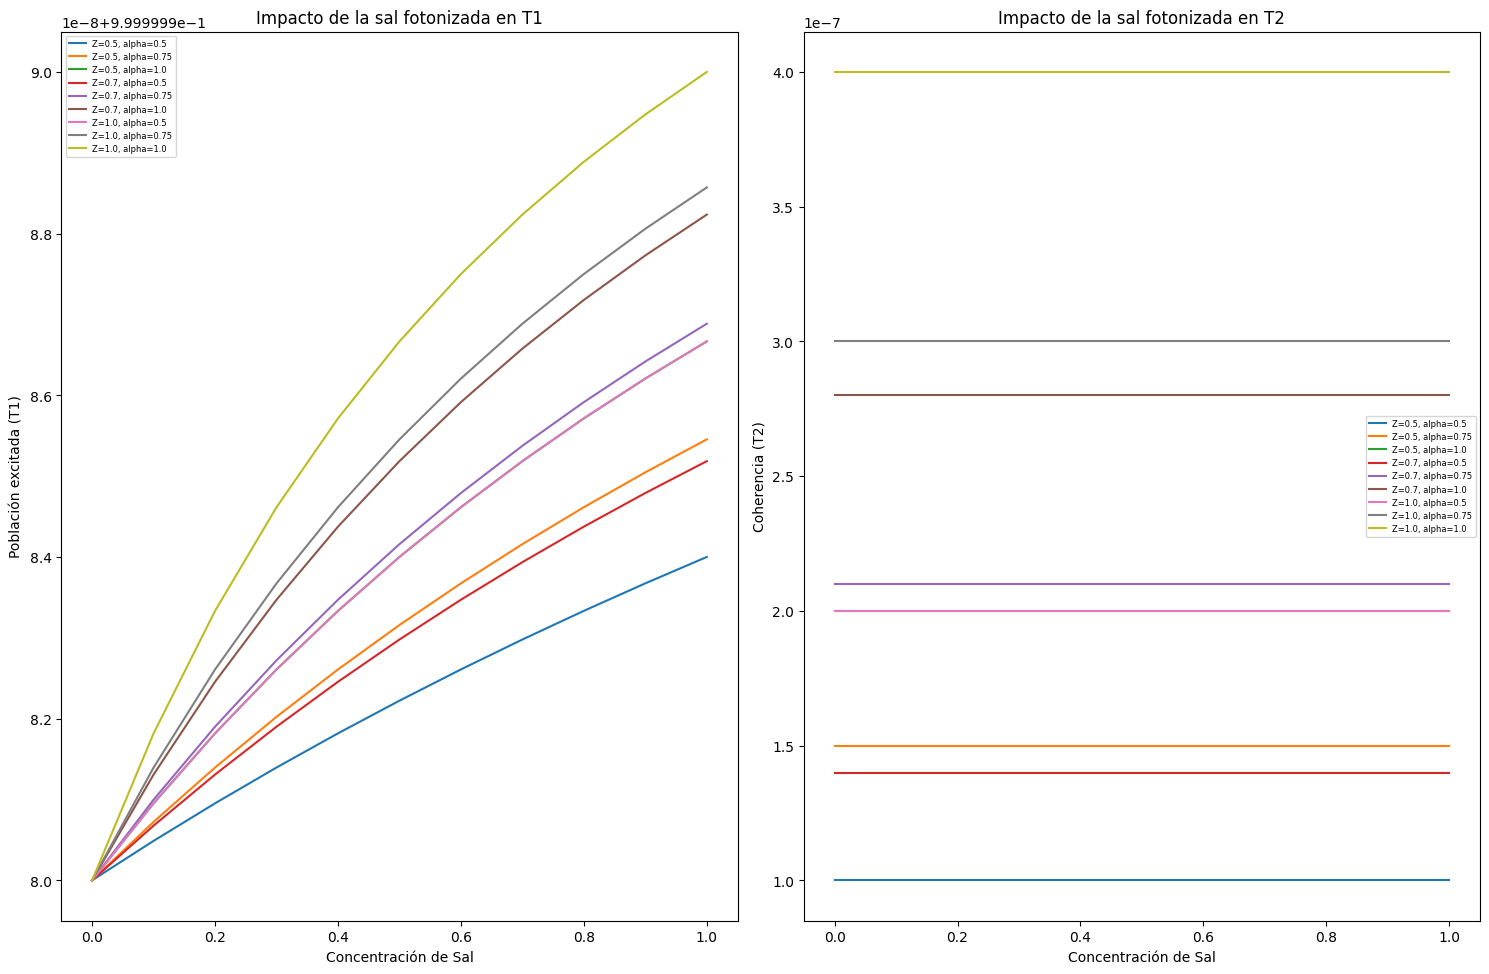 Impacto de la sal fotonizada en T1
1e−8+9.999999e−1
Z=0.5, alpha=0.5
Z=0.5, alpha=0.75
Z=0.5, alpha=1.0
Z=0.7, alpha=0.5
Z=0.7, alpha=0.75
Z=0.7, alpha=1.0
Z=1.0, alpha=0.5
Z=1.0, alpha=0.75
Z=1.0, alpha=1.0
9.0
8.8
8.6
8.4
8.2
8.0
Población excitada (T1)
0.0 0.2 0.4 0.6 0.8 1.0
Concentración de Sal
Impacto de la sal fotonizada en T2
1e−7
4.0
3.5
3.0
2.5
2.0
1.5
1.0
Coherencia (T2)
Z=0.5, alpha=0.5
Z=0.5, alpha=0.75
Z=0.5, alpha=1.0
Z=0.7, alpha=0.5
Z=0.7, alpha=0.75
Z=0.7, alpha=1.0
Z=1.0, alpha=0.5
Z=1.0, alpha=0.75
Z=1.0, alpha=1.0
0.0 0.2 0.4 0.6 0.8 1.0
Concentración de Sal